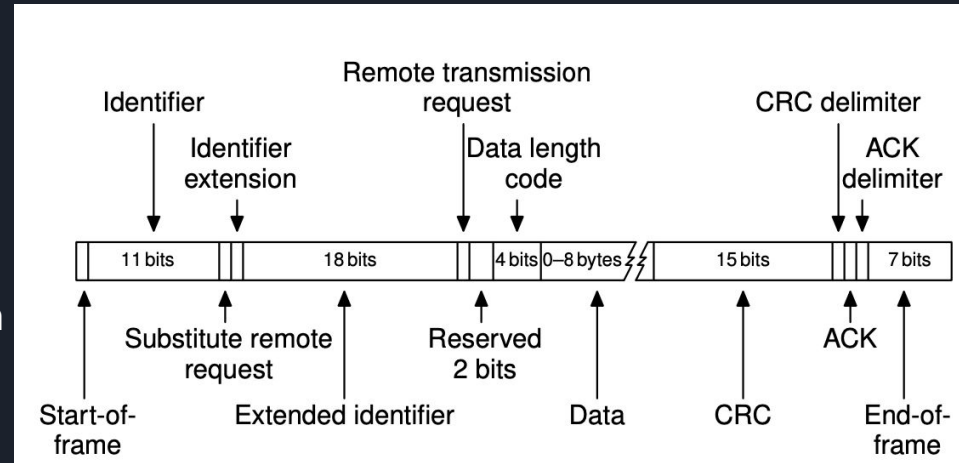 Remote transmission
request
Identifier
CRC delimiter
Identifier
extension
Data length
code
ACK
delimiter
11 bits
18 bits
4 bits
0–8 bytes
15 bits
7 bits
Substitute remote
request
Reserved
2 bits
ACK
Start-of-
frame
Extended identifier
Data
CRC
End-of-
frame